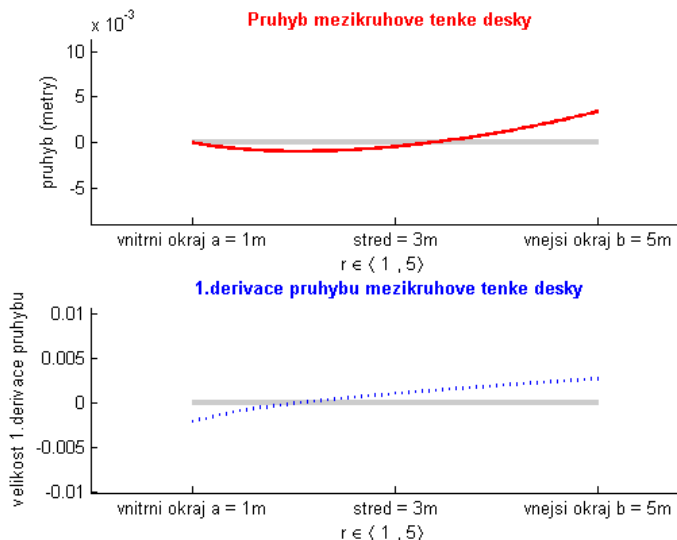 Pruhyb mezikruhove tenke desky
x 10⁻³
10
5
0
-5
pruhyb (metry)
vnitrni okraj a = 1m stred = 3m vnejsi okraj b = 5m
r ∈ ⟨ 1 , 5⟩
1.derivace pruhybu mezikruhove tenke desky
0.01
0.005
0
-0.005
-0.01
velikost 1.derivace pruhybu
vnitrni okraj a = 1m stred = 3m vnejsi okraj b = 5m
r ∈ ⟨ 1 , 5⟩